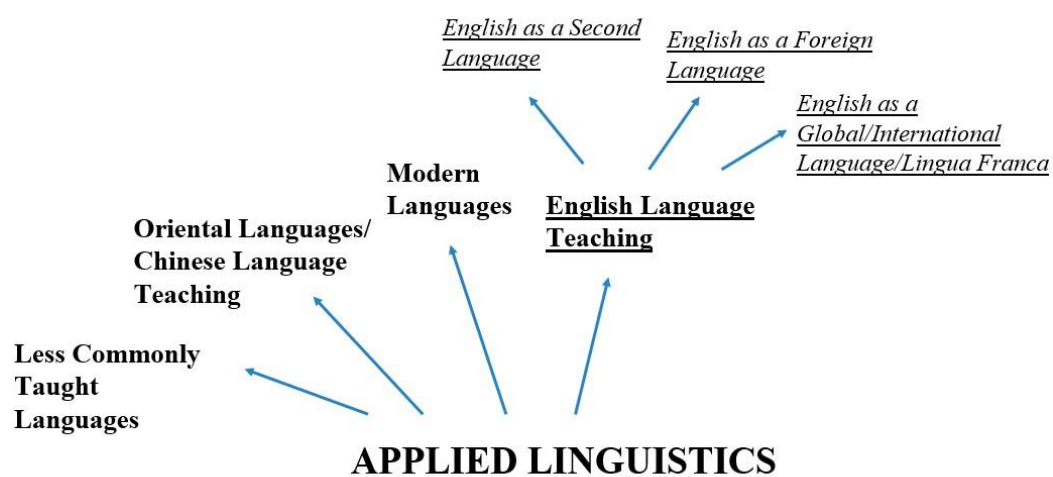 English as a Second
Language
English as a Foreign
Language
English as a
Global/International
Language/Lingua Franca
Modern
Languages
English Language
Teaching
Oriental Languages/
Chinese Language
Teaching
Less Commonly
Taught
Languages
APPLIED LINGUISTICS